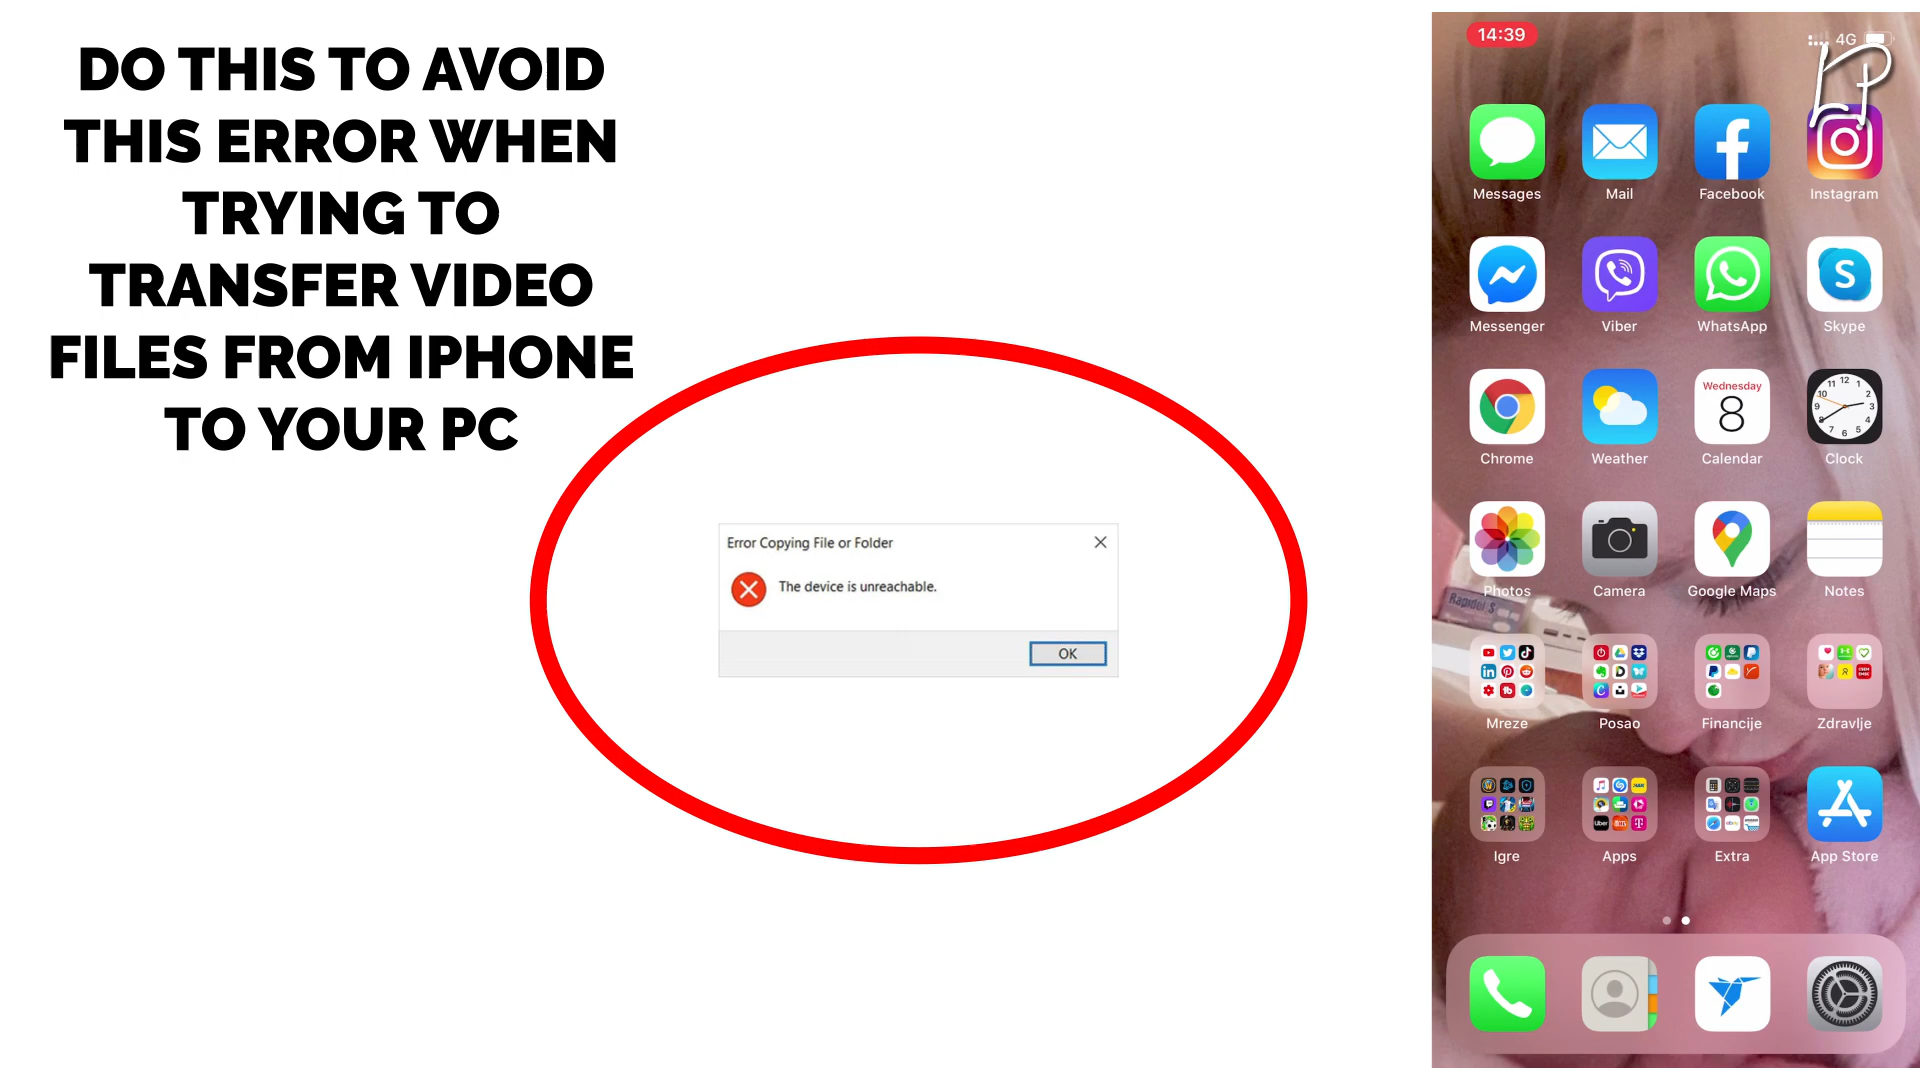 DO THIS TO AVOID
THIS ERROR WHEN
TRYING TO
TRANSFER VIDEO
FILES FROM IPHONE
TO YOUR PC
Error Copying File or Folder
The device is unreachable.
OK
14:39
4G
LP
Messages
Mail
Facebook
Instagram
Messenger
Viber
WhatsApp
Skype
Chrome
Wednesday
8
Weather
Calendar
Clock
Photos
Camera
Google Maps
Notes
Mreze
Posao
Financije
Zdravlje
Igre
Apps
Extra
App Store